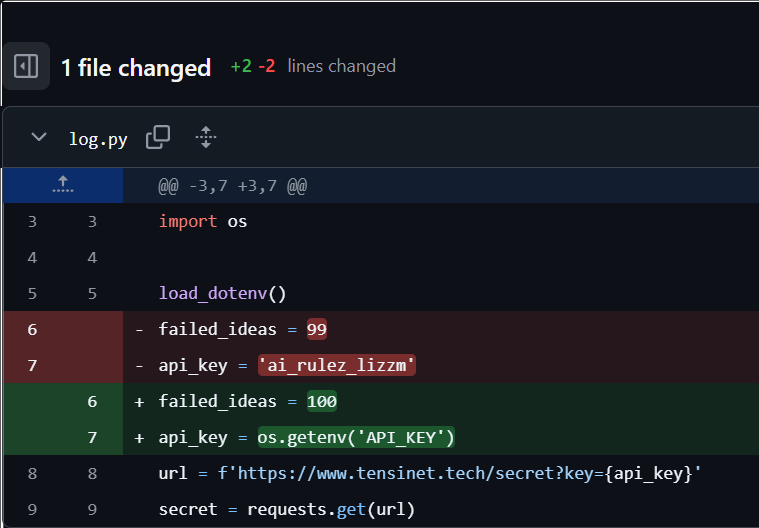 1 file changed +2 -2 lines changed
log.py
@@ -3,7 +3,7 @@
3 3 import os
4 4
5 5 load_dotenv()
6 - failed_ideas = 99
7 - api_key = 'ai_rulez_lizzm'
6 + failed_ideas = 100
7 + api_key = os.getenv('API_KEY')
8 8 url = f'https://www.tensinet.tech/secret?key={api_key}'
9 9 secret = requests.get(url)